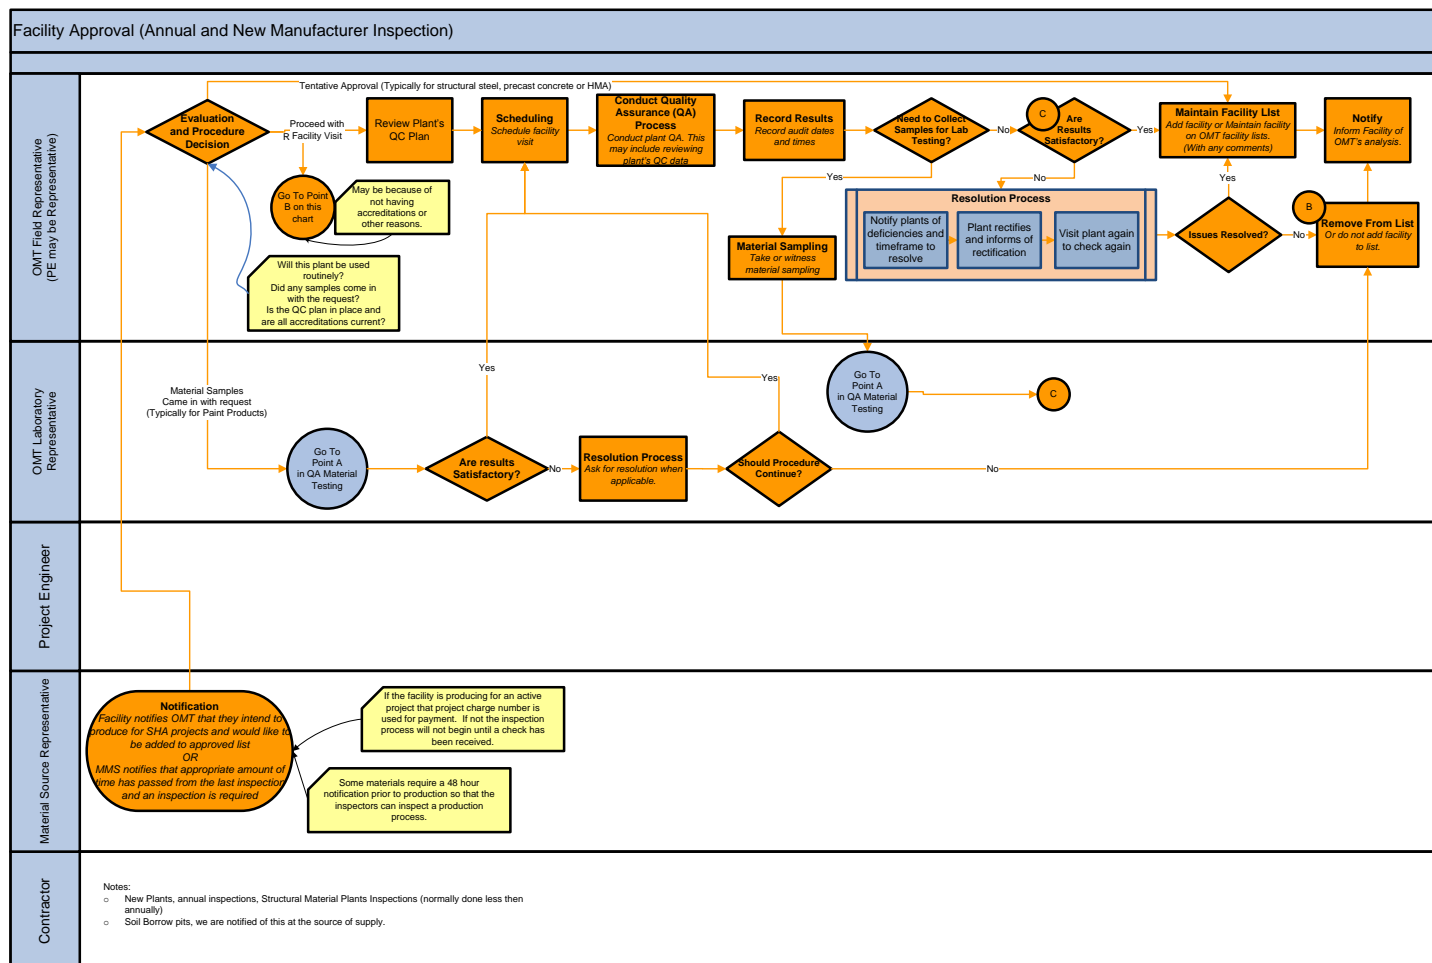 Facility Approval (Annual and New Manufacturer Inspection)
OMT Field Representative
(PE may be Representative)
Tentative Approval (Typically for structural steel, precast concrete or HMA)
Evaluation
and Procedure
Decision
Proceed with
R Facility Visit
Review Plant's
QC Plan
Scheduling
Schedule facility
visit
Conduct Quality
Assurance (QA)
Process
Conduct plant QA. This
may include reviewing
plant's QC data
Record Results
Record audit dates
and times
Need to Collect
Samples for Lab
Testing?
No
C
Are
Results
Satisfactory?
Yes
Maintain Facility LIst
Add facility or Maintain facility
on OMT facility lists.
(With any comments)
Notify
Inform Facility of
OMT's analysis.
Go To Point
B on this
chart
May be because of
not having
accreditations or
other reasons.
Yes
No
Yes
Resolution Process
Notify plants of
deficiencies and
timeframe to
resolve
Plant rectifies
and informs of
rectification
Visit plant again
to check again
Issues Resolved?
No
B
Remove From List
Or do not add facility
to list.
Material Sampling
Take or witness
material sampling
Will this plant be used
routinely?
Did any samples come in
with the request?
Is the QC plan in place and
are all accreditations current?
OMT Laboratory
Representative
Material Samples
Came in with request
(Typically for Paint Products)
Yes
Yes
Go To
Point A
in QA Material
Testing
C
Go To
Point A
in QA Material
Testing
Are results
Satisfactory?
No
Resolution Process
Ask for resolution when
applicable.
Should Procedure
Continue?
No
Project Engineer
Material Source Representative
Notification
Facility notifies OMT that they intend to
produce for SHA projects and would like to
be added to approved list
OR
MMS notifies that appropriate amount of
time has passed from the last inspection
and an inspection is required
If the facility is producing for an active
project that project charge number is
used for payment. If not the inspection
process will not begin until a check has
been received.
Some materials require a 48 hour
notification prior to production so that the
inspectors can inspect a production
process.
Contractor
Notes:
o New Plants, annual inspections, Structural Material Plants Inspections (normally done less then
annually)
o Soil Borrow pits, we are notified of this at the source of supply.